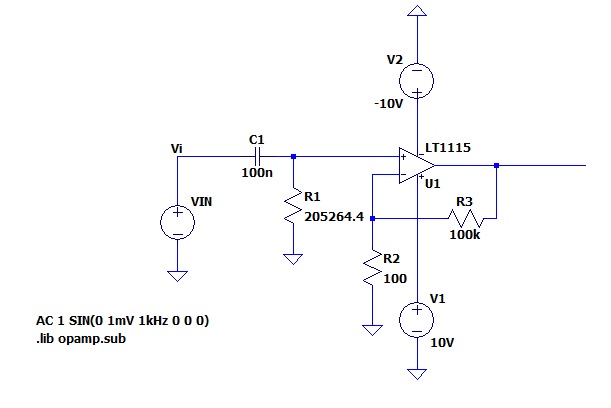 V2
-10V
LT1115
U1
Vi
C1
100n
VIN
R1
205264.4
R3
100k
R2
100
V1
10V
AC 1 SIN(0 1mV 1kHz 0 0 0)
.lib opamp.sub